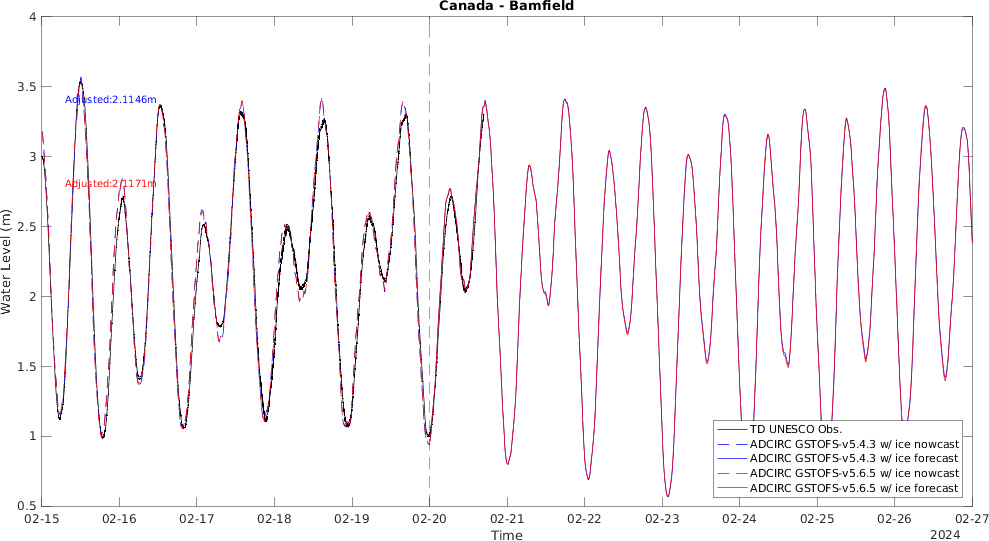 Canada - Bamfield
4
3.5
3
2.5
2
1.5
1
0.5
Water Level (m)
Adjusted:2.1146m
Adjusted:2.1171m
TD UNESCO Obs.
ADCIRC GSTOFS-v5.4.3 w/ ice nowcast
ADCIRC GSTOFS-v5.4.3 w/ ice forecast
ADCIRC GSTOFS-v5.6.5 w/ ice nowcast
ADCIRC GSTOFS-v5.6.5 w/ ice forecast
02-15 02-16 02-17 02-18 02-19 02-20 02-21 02-22 02-23 02-24 02-25 02-26 02-27
Time
2024